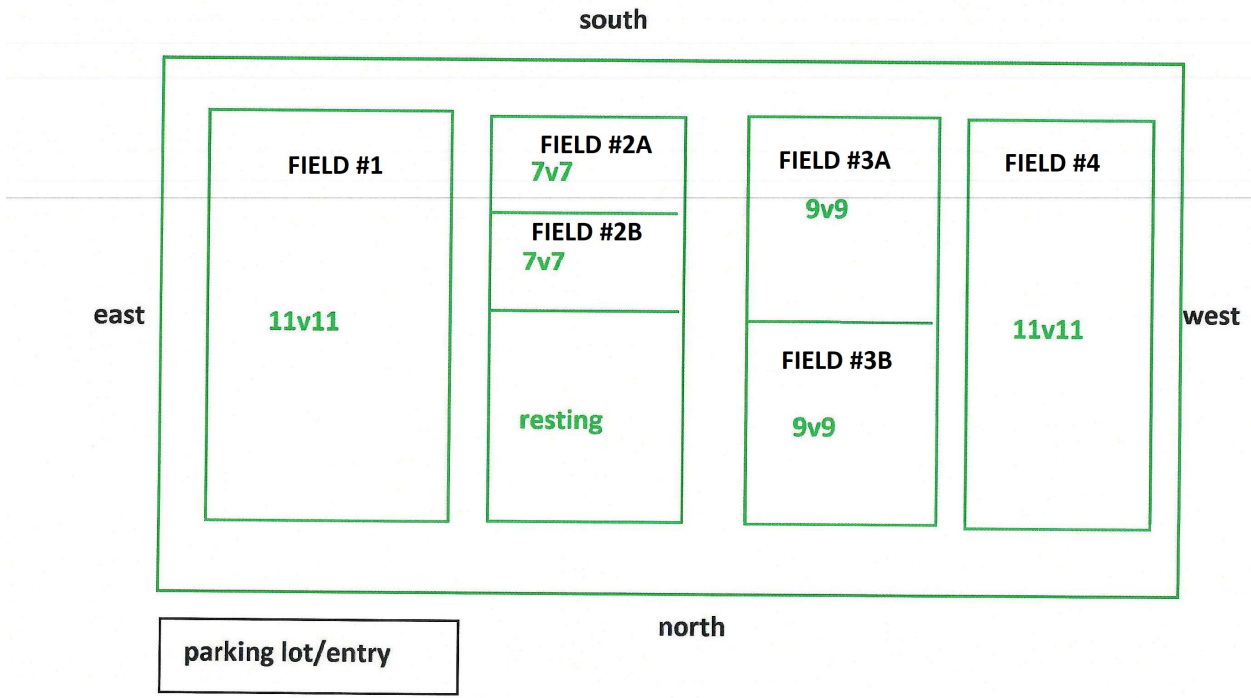 south
FIELD #1
11v11
FIELD #2A
7v7
FIELD #2B
7v7
resting
FIELD #3A
9v9
FIELD #3B
9v9
FIELD #4
11v11
east
west
north
parking lot/entry